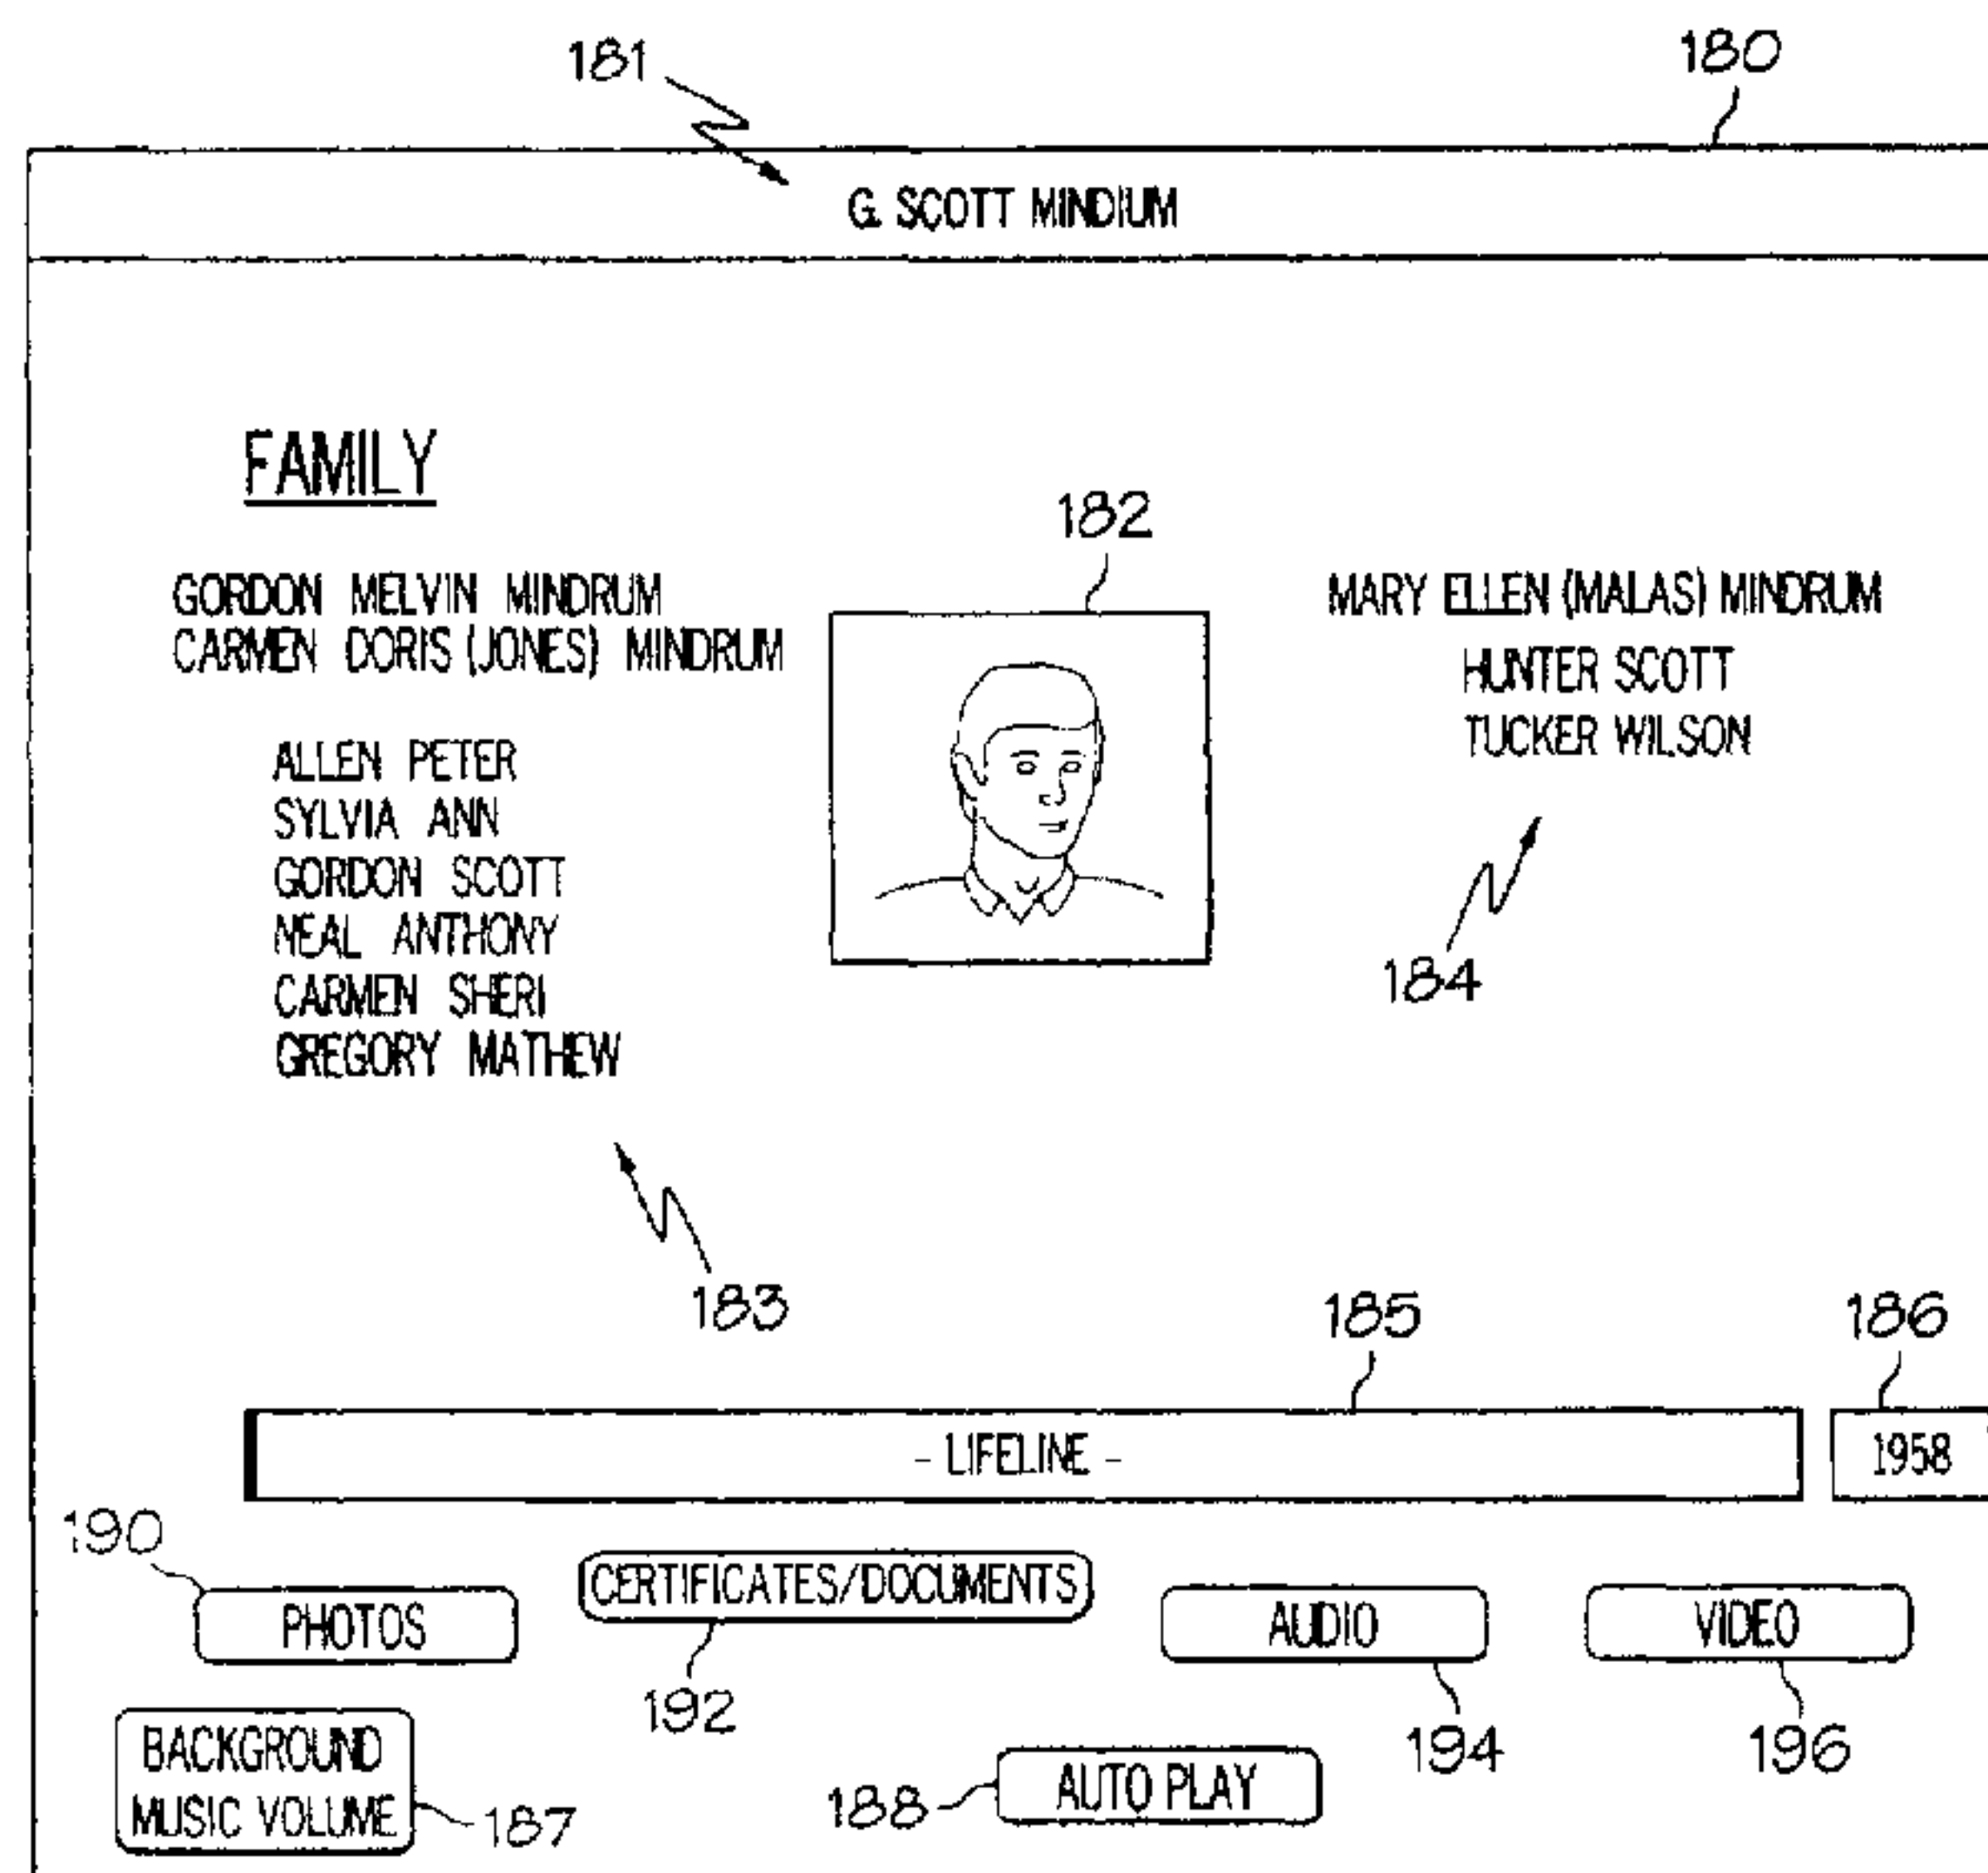 181
180
G. SCOTT MINDIUM
FAMILY
182
GORDON MELVIN MINDRUM
CARMEN DORIS (JONES) MINDRUM
MARY ELLEN (MALAS) MINDRUM
HUNTER SCOTT
TUCKER WILSON
ALLEN PETER
SYLVIA ANN
GORDON SCOTT
NEAL ANTHONY
CARMEN SHERI
GREGORY MATHEW
184
183
185
186
- LIFELINE -
1958
190
PHOTOS
CERTIFICATES/DOCUMENTS
AUDIO
VIDEO
192
194
196
BACKGROUND
MUSIC VOLUME
187
188
AUTO PLAY